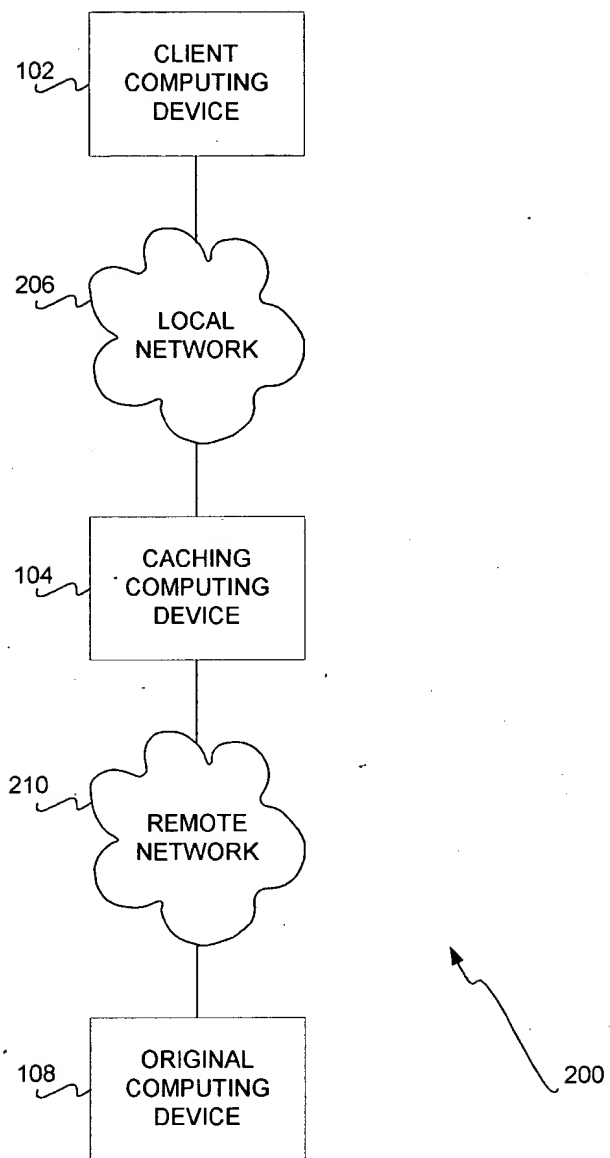 102
CLIENT
COMPUTING
DEVICE
206
LOCAL
NETWORK
104
CACHING
COMPUTING
DEVICE
210
REMOTE
NETWORK
108
ORIGINAL
COMPUTING
DEVICE
200